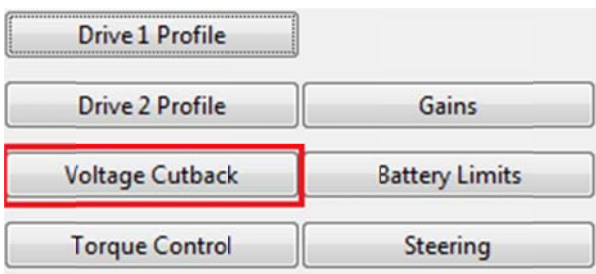 Drive 1 Profile
Drive 2 Profile Gains
Voltage Cutback Battery Limits
Torque Control Steering